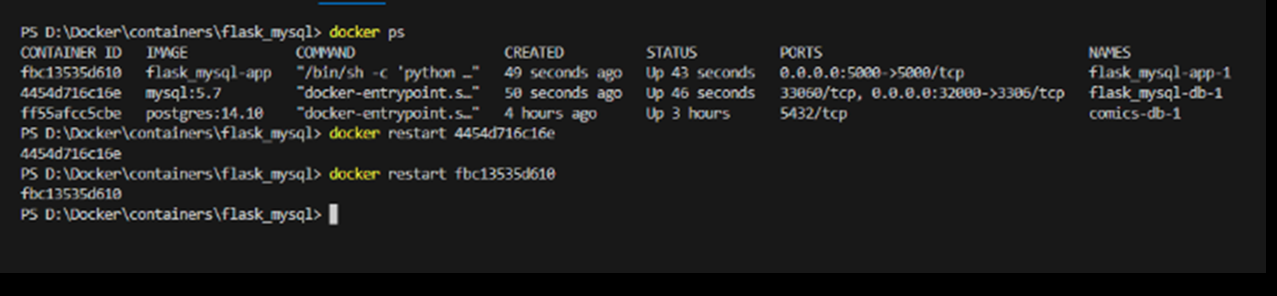 PS D:\Docker\containers\flask_mysql> docker ps
CONTAINER ID   IMAGE   COMMAND   CREATED   STATUS   PORTS   NAMES
fbc13535d610   flask_mysql-app   "/bin/sh -c 'python …"   49 seconds ago   Up 43 seconds   0.0.0.0:5000->5000/tcp   flask_mysql-app-1
4454d716c16e   mysql:5.7   "docker-entrypoint.s…"   50 seconds ago   Up 46 seconds   33060/tcp, 0.0.0.0:32000->3306/tcp   flask_mysql-db-1
ff55afcc5cbe   postgres:14.10   "docker-entrypoint.s…"   4 hours ago   Up 3 hours   5432/tcp   comics-db-1
PS D:\Docker\containers\flask_mysql> docker restart 4454d716c16e
4454d716c16e
PS D:\Docker\containers\flask_mysql> docker restart fbc13535d610
fbc13535d610
PS D:\Docker\containers\flask_mysql>